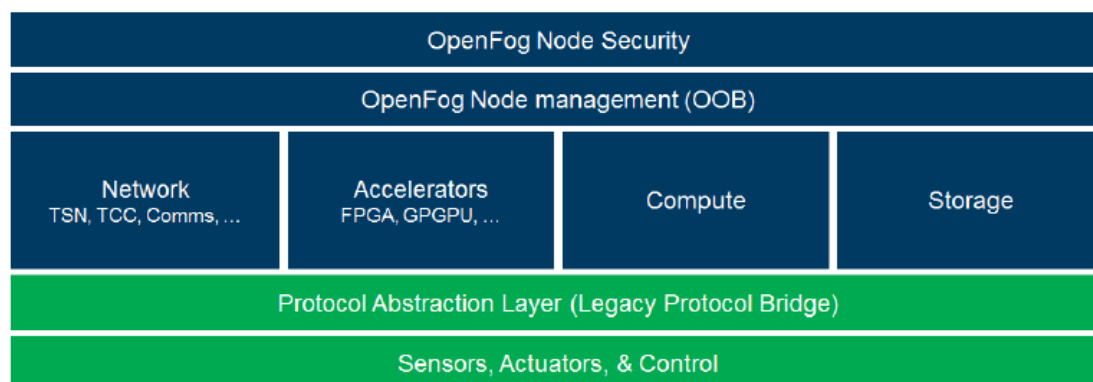 OpenFog Node Security
OpenFog Node management (OOB)
Network
TSN, TCC, Comms, ...
Accelerators
FPGA, GPGPU, ...
Compute
Storage
Protocol Abstraction Layer (Legacy Protocol Bridge)
Sensors, Actuators, & Control